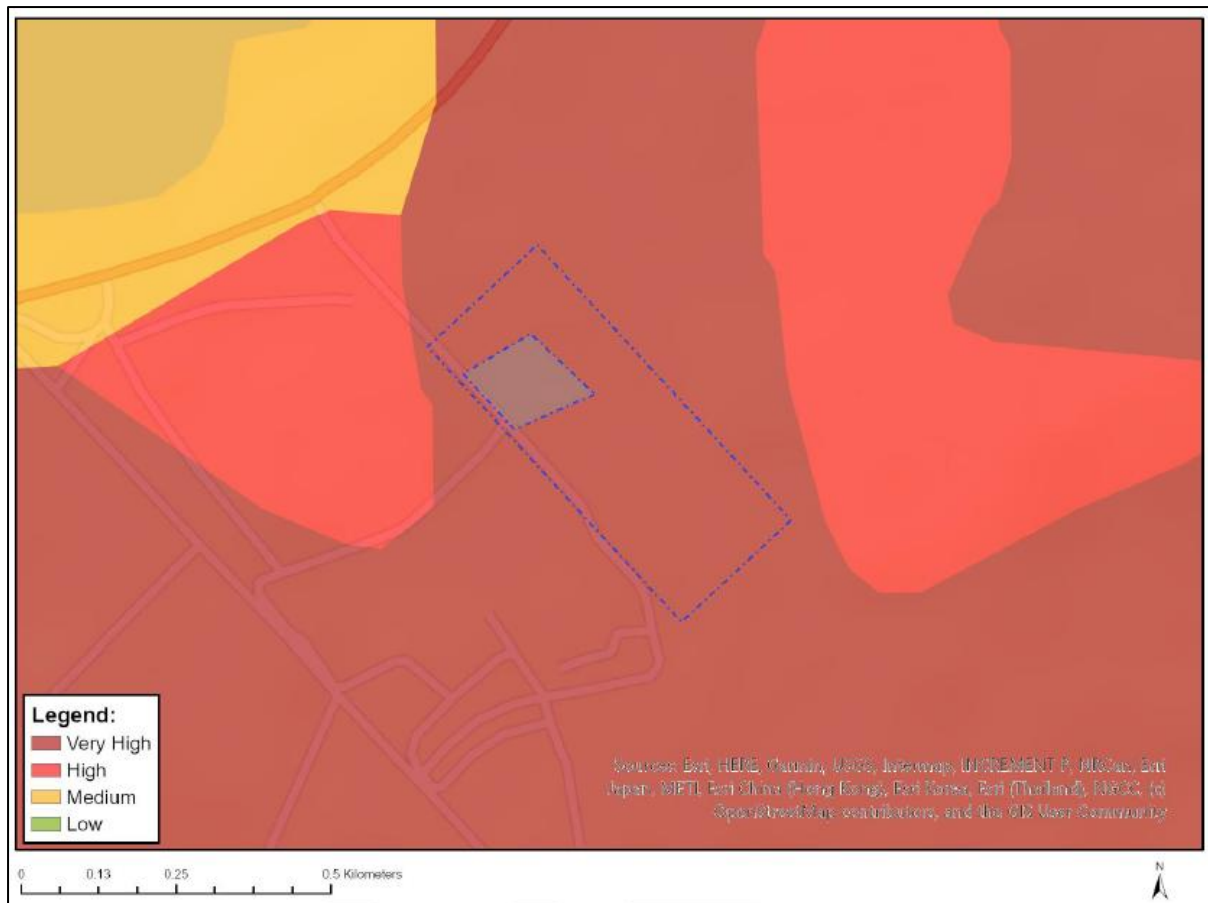 Legend:
Very High
High
Medium
Low
Sources: Esri, HERE, Garmin, USGS, Intermap, INCREMENT P, NRCan, Esri
Japan, METI, Esri China (Hong Kong), Esri Korea, Esri (Thailand), NGCC, (c)
OpenStreetMap contributors, and the GIS User Community
0 0.13 0.25 0.5 Kilometers
N